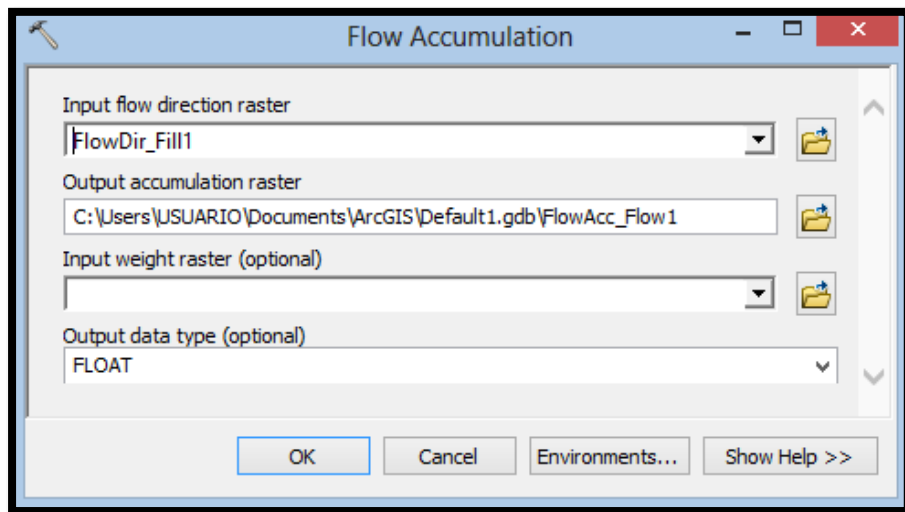 Flow Accumulation
Input flow direction raster
FlowDir_Fill1
Output accumulation raster
C:\Users\USUARIO\Documents\ArcGIS\Default1.gdb\FlowAcc_Flow1
Input weight raster (optional)
Output data type (optional)
FLOAT
OK Cancel Environments... Show Help >>